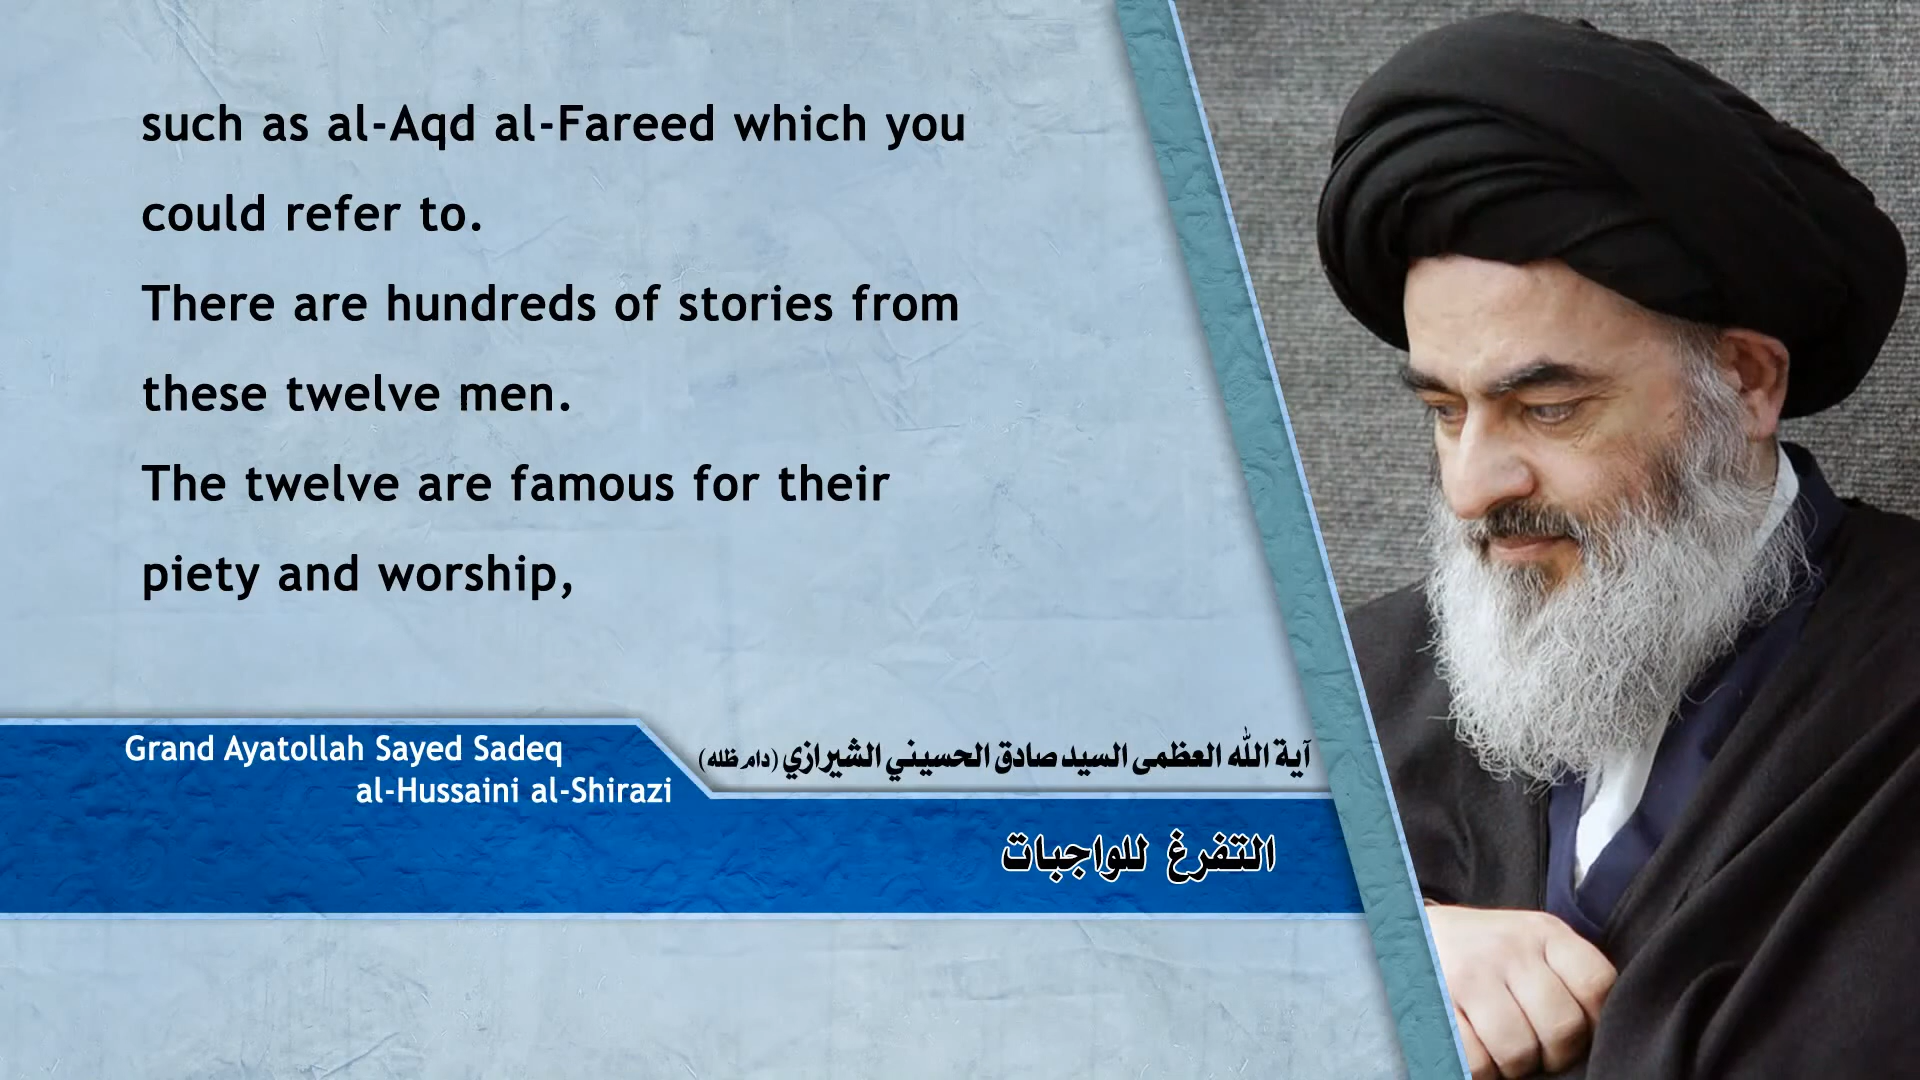 such as al-Aqd al-Fareed which you
could refer to.
There are hundreds of stories from
these twelve men.
The twelve are famous for their
piety and worship,
Grand Ayatollah Sayed Sadeq
al-Hussaini al-Shirazi
آية الله العظمى السيد صادق الحسيني الشيرازي (دام ظله)
التفرغ للواجبات